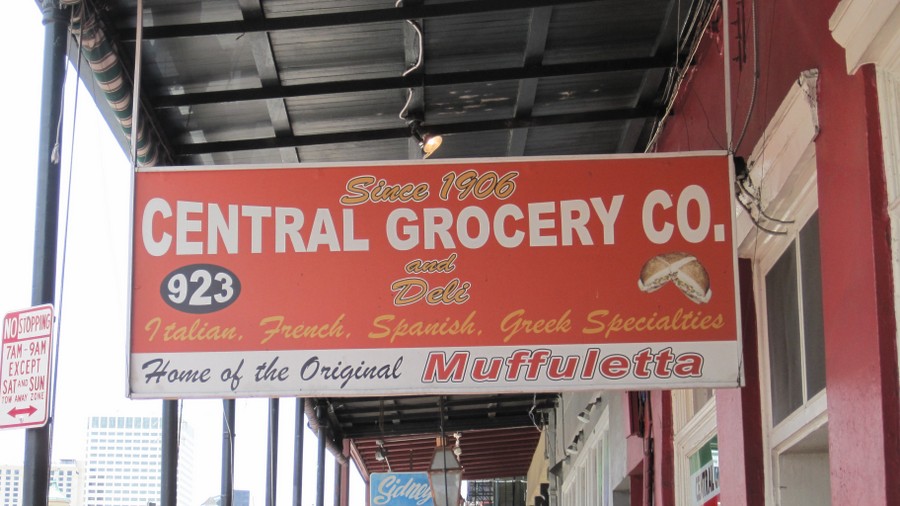 Since 1906
CENTRAL GROCERY CO.
and
Deli
923
Italian, French, Spanish, Greek Specialties
Home of the Original Muffuletta
NO STOPPING
7AM-9AM
EXCEPT
SAT AND SUN
TOW AWAY ZONE
Sidney